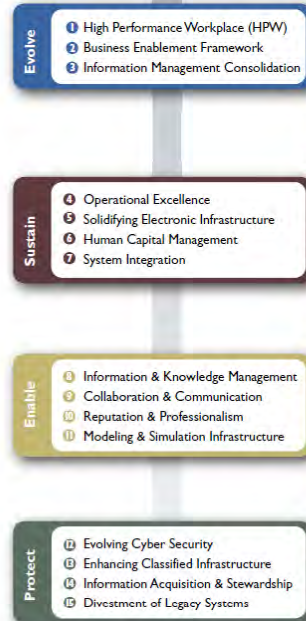 Evolve
1 High Performance Workplace (HPW)
2 Business Enablement Framework
3 Information Management Consolidation
Sustain
4 Operational Excellence
5 Solidifying Electronic Infrastructure
6 Human Capital Management
7 System Integration
Enable
8 Information & Knowledge Management
9 Collaboration & Communication
10 Reputation & Professionalism
11 Modeling & Simulation Infrastructure
Protect
12 Evolving Cyber Security
13 Enhancing Classified Infrastructure
14 Information Acquisition & Stewardship
15 Divestment of Legacy Systems